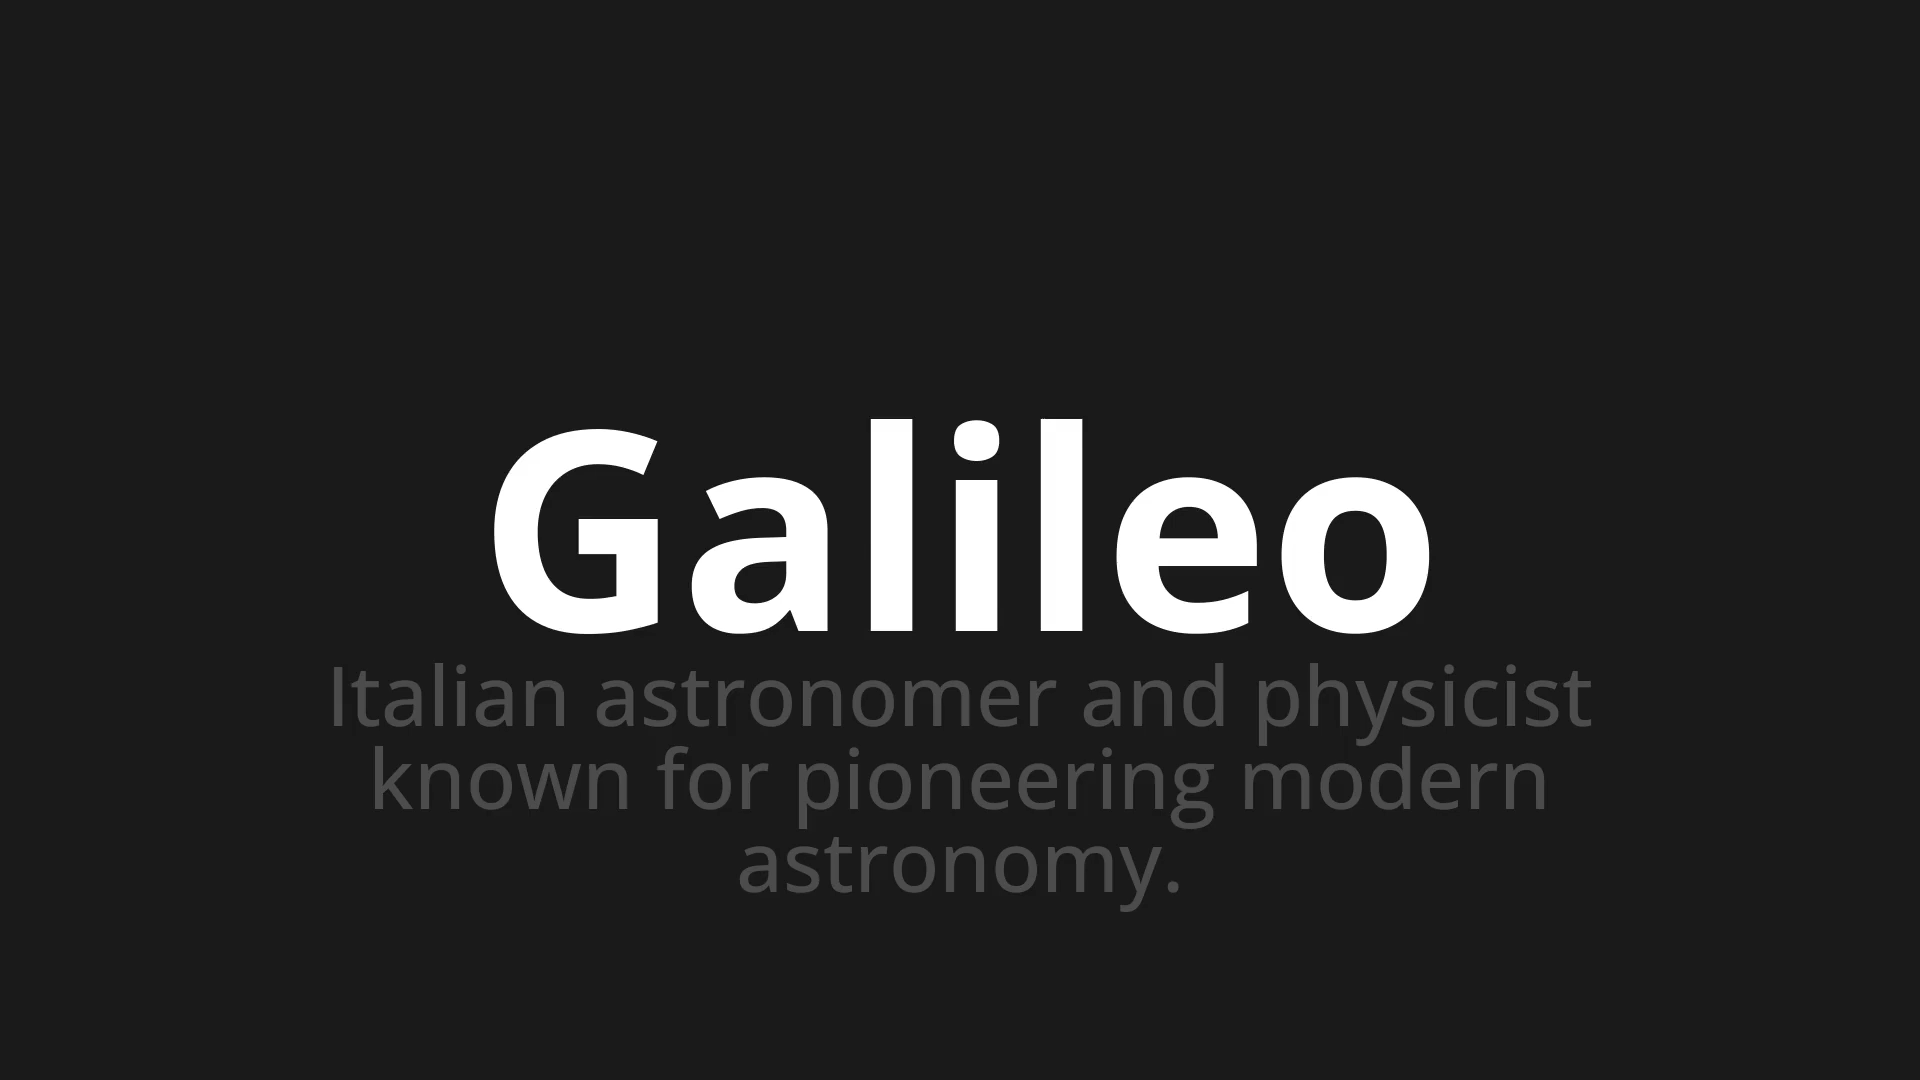 Galileo
Italian astronomer and physicist
known for pioneering modern
astronomy.